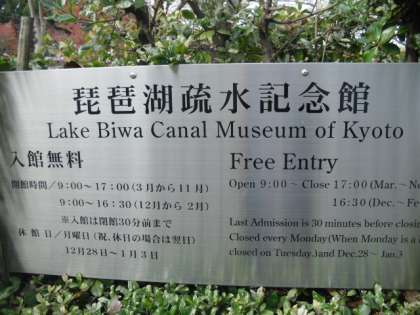 琵琶湖疏水記念館
Lake Biwa Canal Museum of Kyoto
入館無料
開館時間／9:00～17:00(3月から11月)
9:00～16:30(12月から2月)
※入館は閉館30分前まで
休館日／月曜日(祝、休日の場合は翌日)
12月28日～1月3日
Free Entry
Open 9:00～Close 17:00(Mar.～No
16:30(Dec.～Fe
Last Admission is 30 minutes before closin
Closed every Monday(When Monday is a
closed on Tuesday.)and Dec.28～Jan.3